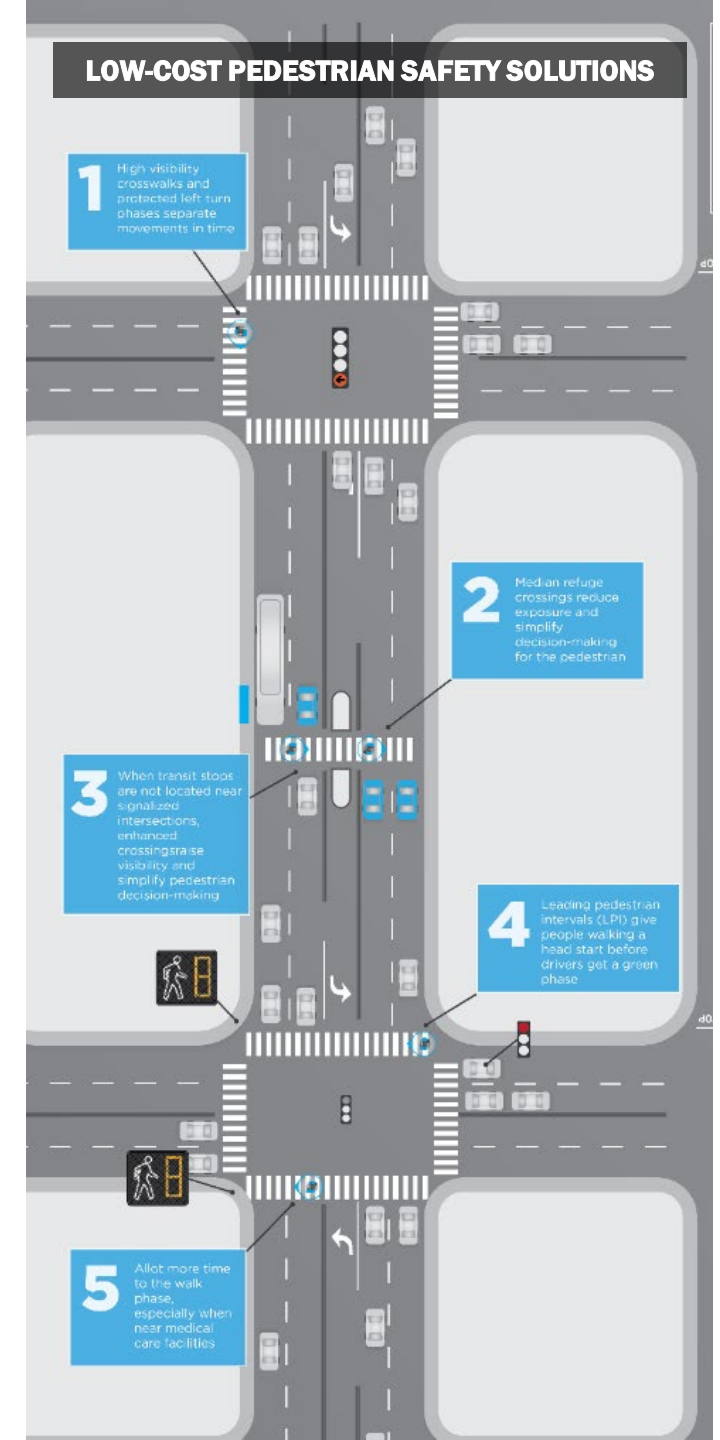 LOW-COST PEDESTRIAN SAFETY SOLUTIONS
1
High visibility
crosswalks and
protected left turn
phases separate
movements in time
2
Median refuge
crossings reduce
exposure and
simplify
decision-making
for the pedestrian
3
When transit stops
are not located near
signalized
intersections,
enhanced
crossingsraise
visibility and
simplify pedestrian
decision-making
4
Leading pedestrian
intervals (LPI) give
people walking a
head start before
drivers get a green
phase
5
Allot more time
to the walk
phase,
especially when
near medical
care facilities